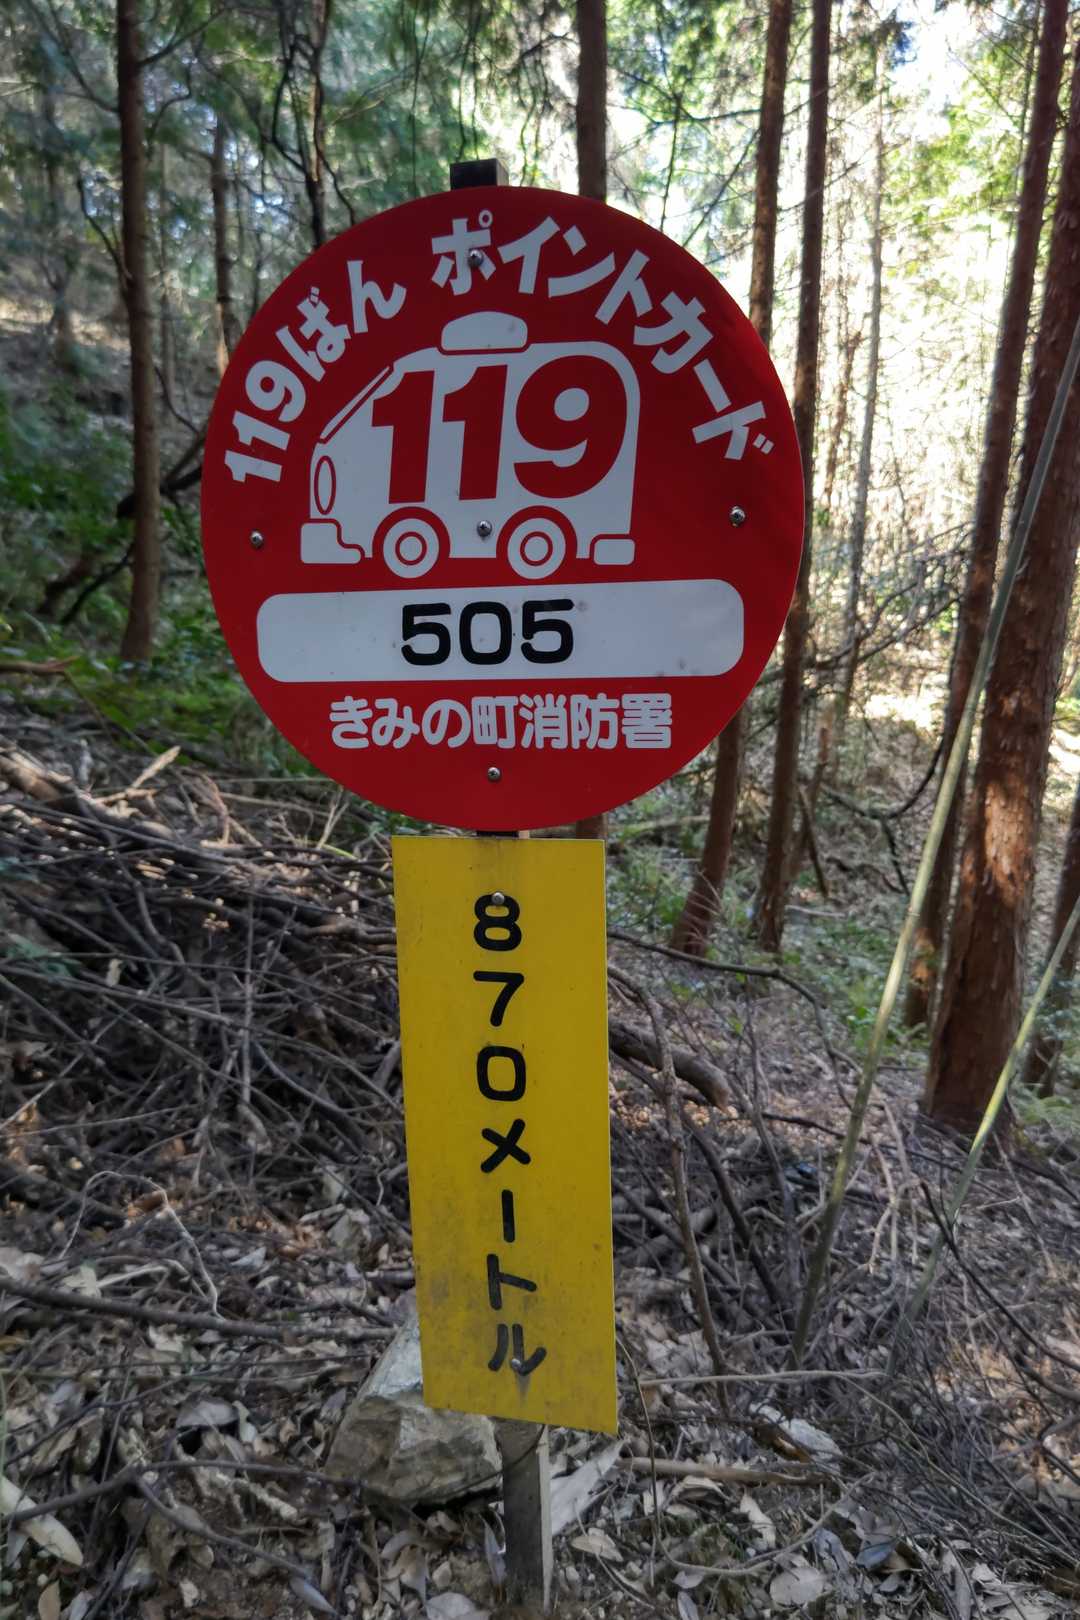 119ばん ポイントカード
119
505
きみの町消防署
870メートル